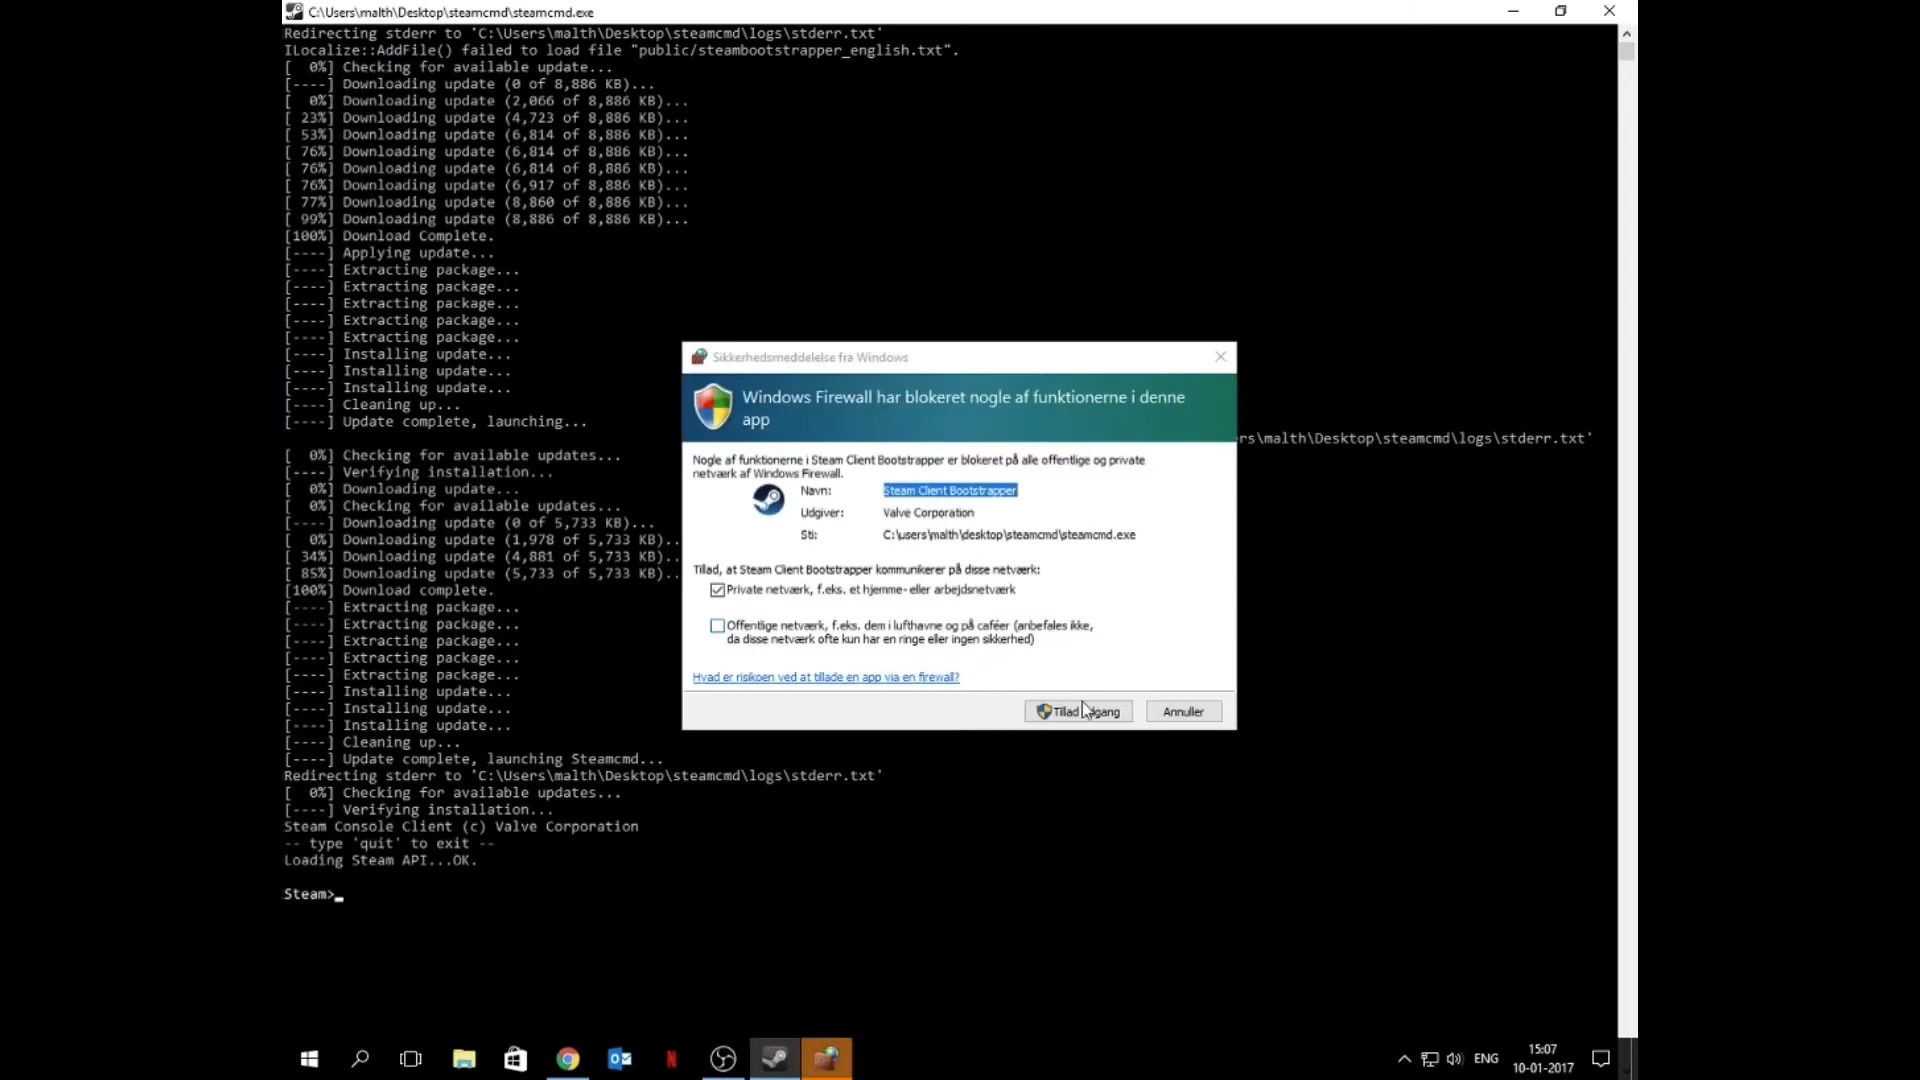 C:\Users\malth\Desktop\steamcmd\steamcmd.exe
Redirecting stderr to 'C:\Users\malth\Desktop\steamcmd\logs\stderr.txt'
ILocalize::AddFile() failed to load file "public/steambootstrapper_english.txt".
[  0%] Checking for available update...
[----] Downloading update (0 of 8,886 KB)...
[  0%] Downloading update (2,066 of 8,886 KB)...
[ 23%] Downloading update (4,723 of 8,886 KB)...
[ 53%] Downloading update (6,814 of 8,886 KB)...
[ 76%] Downloading update (6,814 of 8,886 KB)...
[ 76%] Downloading update (6,814 of 8,886 KB)...
[ 76%] Downloading update (6,917 of 8,886 KB)...
[ 77%] Downloading update (8,860 of 8,886 KB)...
[ 99%] Downloading update (8,886 of 8,886 KB)...
[100%] Download Complete.
[----] Applying update...
[----] Extracting package...
[----] Extracting package...
[----] Extracting package...
[----] Extracting package...
[----] Extracting package...
[----] Installing update...
[----] Installing update...
[----] Installing update...
[----] Cleaning up...
[----] Update complete, launching...
rs\malth\Desktop\steamcmd\logs\stderr.txt'
[  0%] Checking for available updates...
[----] Verifying installation...
[  0%] Downloading update...
[  0%] Checking for available updates...
[----] Downloading update (0 of 5,733 KB)...
[  0%] Downloading update (1,978 of 5,733 KB)..
[ 34%] Downloading update (4,881 of 5,733 KB)..
[ 85%] Downloading update (5,733 of 5,733 KB)..
[100%] Download complete.
[----] Extracting package...
[----] Extracting package...
[----] Extracting package...
[----] Extracting package...
[----] Extracting package...
[----] Installing update...
[----] Installing update...
[----] Installing update...
[----] Cleaning up...
[----] Update complete, launching Steamcmd...
Redirecting stderr to 'C:\Users\malth\Desktop\steamcmd\logs\stderr.txt'
[  0%] Checking for available updates...
[----] Verifying installation...
Steam Console Client (c) Valve Corporation
-- type 'quit' to exit --
Loading Steam API...OK.
Steam>_
Sikkerhedsmeddelelse fra Windows
Windows Firewall har blokeret nogle af funktionerne i denne
app
Nogle af funktionerne i Steam Client Bootstrapper er blokeret på alle offentlige og private
netværk af Windows Firewall.
Navn: Steam Client Bootstrapper
Udgiver: Valve Corporation
Sti: C:\users\malth\desktop\steamcmd\steamcmd.exe
Tillad, at Steam Client Bootstrapper kommunikerer på disse netværk:
Private netværk, f.eks. et hjemme- eller arbejdsnetværk
Offentlige netværk, f.eks. dem i lufthavne og på caféer (anbefales ikke,
da disse netværk ofte kun har en ringe eller ingen sikkerhed)
Hvad er risikoen ved at tillade en app via en firewall?
Tillad
Annuller
ENG
15:07
10-01-2017